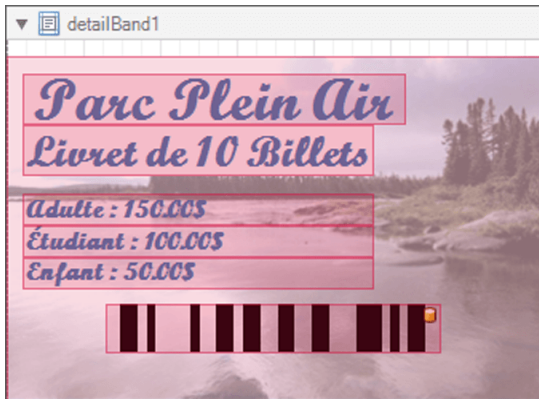 detailBand1
Parc Plein Air
Livret de 10 Billets
Adulte : 150.00$
Étudiant : 100.00$
Enfant : 50.00$